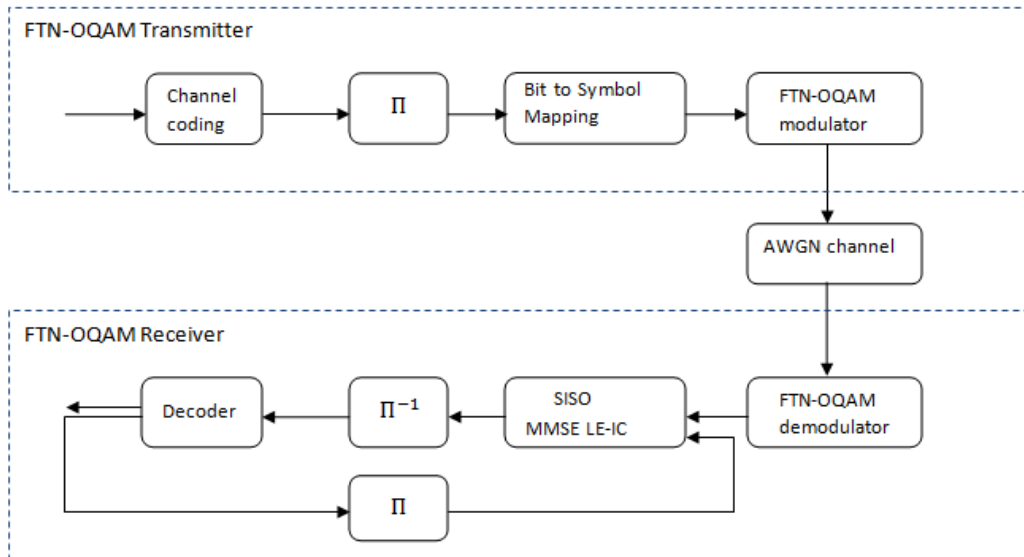 FTN-OQAM Transmitter
Channel
coding
Π
Bit to Symbol
Mapping
FTN-OQAM
modulator
AWGN channel
FTN-OQAM Receiver
Decoder
Π⁻¹
SISO
MMSE LE-IC
FTN-OQAM
demodulator
Π